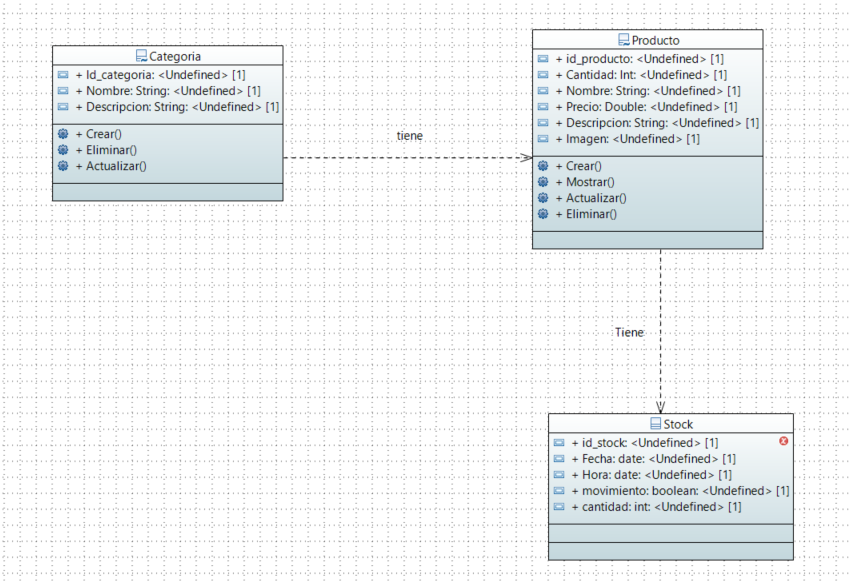 Categoria
+ Id_categoria: <Undefined> [1]
+ Nombre: String: <Undefined> [1]
+ Descripcion: String: <Undefined> [1]
+ Crear()
+ Eliminar()
+ Actualizar()
tiene
Producto
+ id_producto: <Undefined> [1]
+ Cantidad: Int: <Undefined> [1]
+ Nombre: String: <Undefined> [1]
+ Precio: Double: <Undefined> [1]
+ Descripcion: String: <Undefined> [1]
+ Imagen: <Undefined> [1]
+ Crear()
+ Mostrar()
+ Actualizar()
+ Eliminar()
Tiene
Stock
+ id_stock: <Undefined> [1]
+ Fecha: date: <Undefined> [1]
+ Hora: date: <Undefined> [1]
+ movimiento: boolean: <Undefined> [1]
+ cantidad: int: <Undefined> [1]